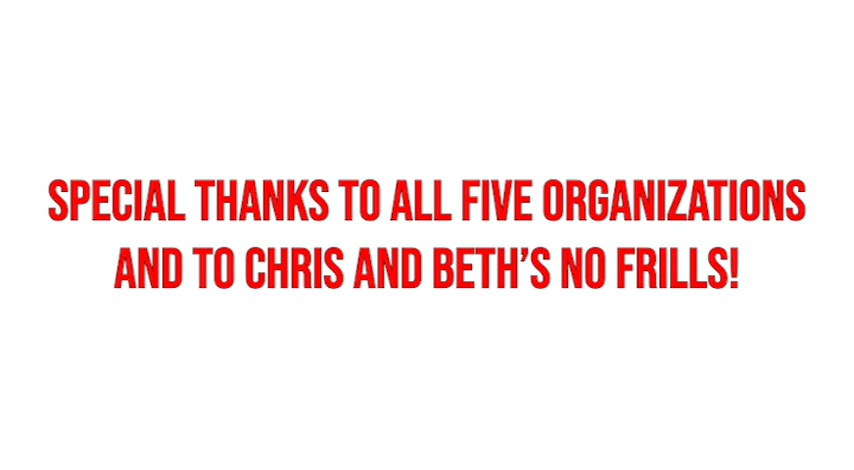 SPECIAL THANKS TO ALL FIVE ORGANIZATIONS
AND TO CHRIS AND BETH’S NO FRILLS!